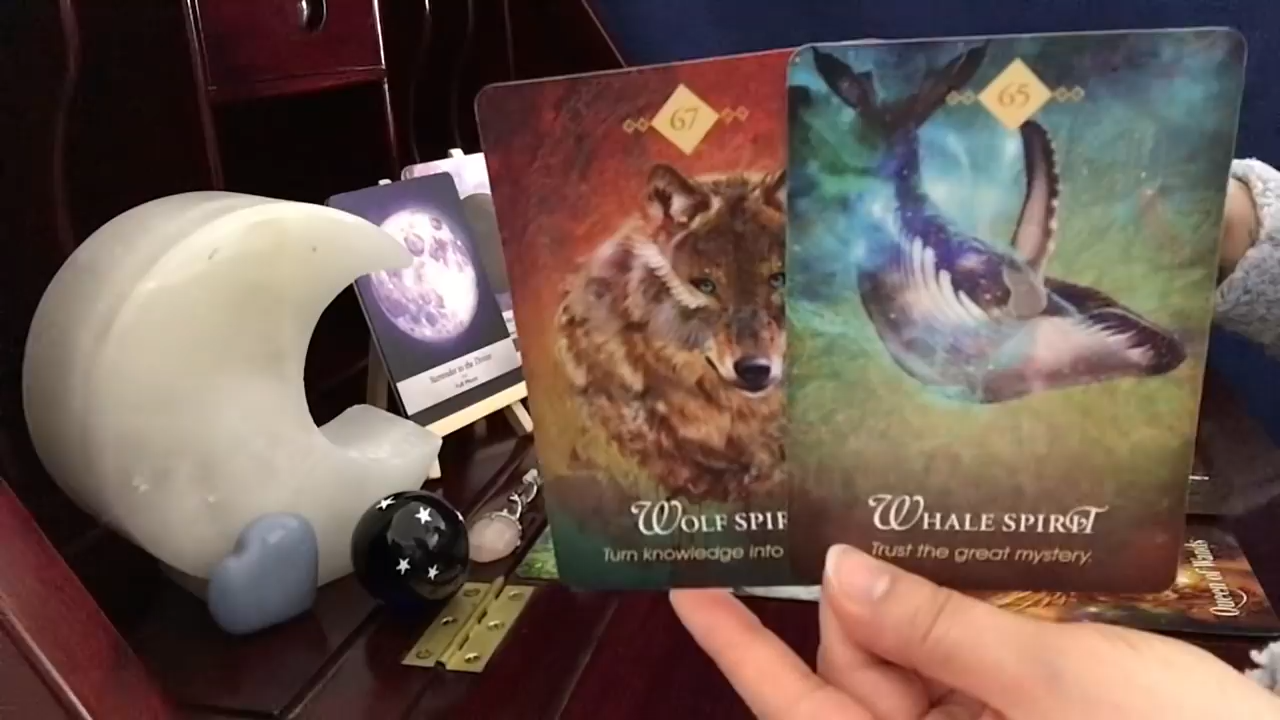 67
65
Surrender to the Divine
Full Moon
WOLF SPIR
Turn knowledge into
WHALE SPIRIT
Trust the great mystery.
Queen of Wands